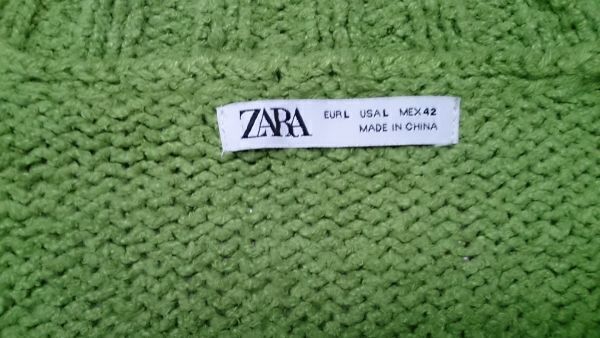 ZARA EUR L USA L MEX 42
MADE IN CHINA